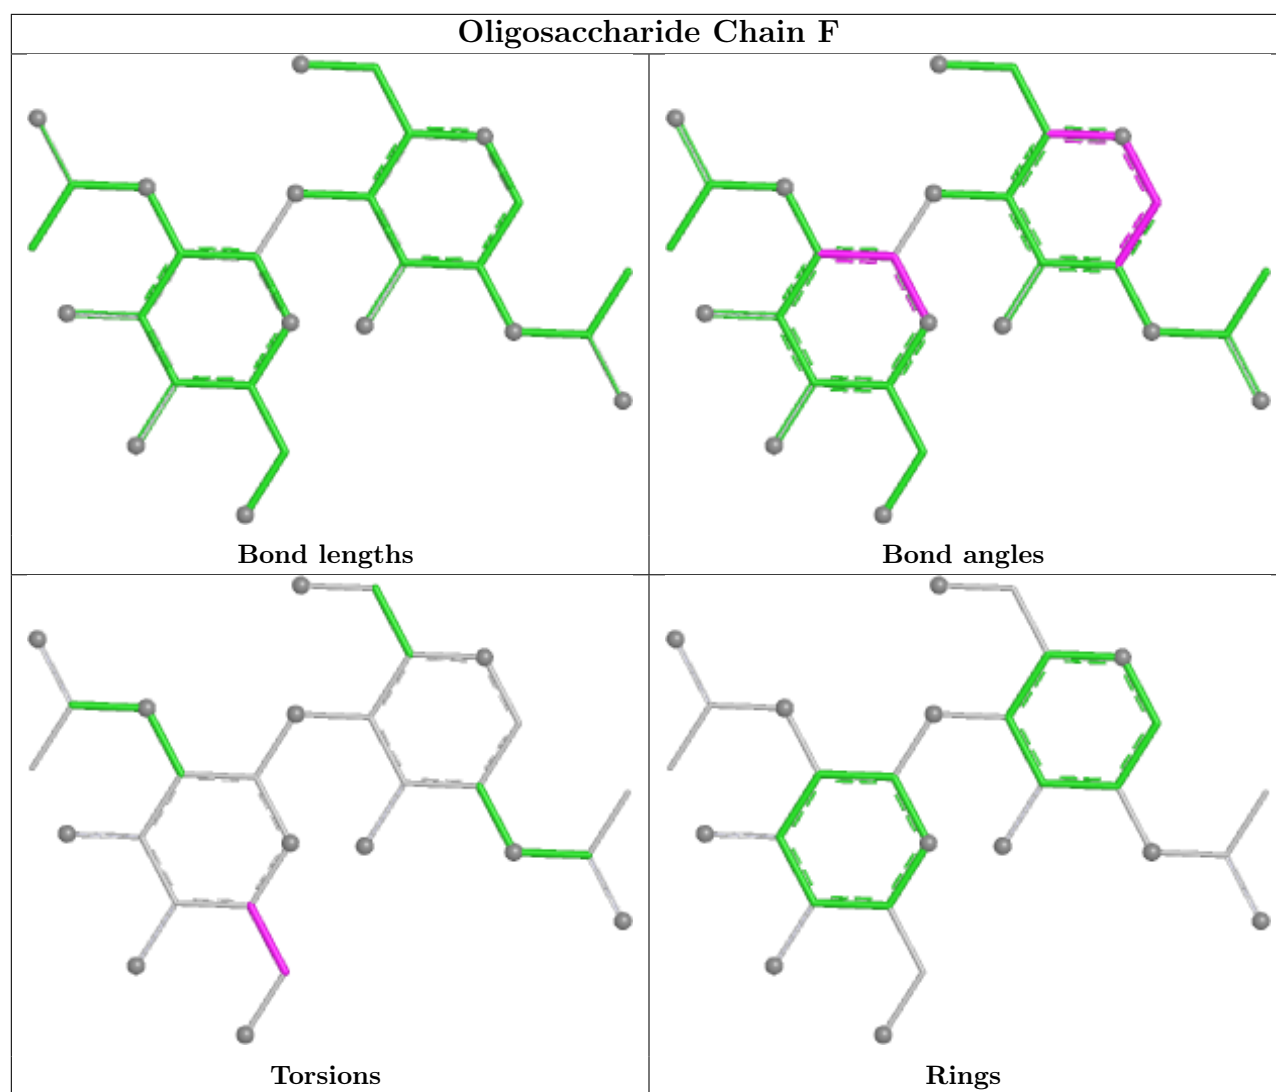 Oligosaccharide Chain F
Bond lengths
Bond angles
Torsions
Rings